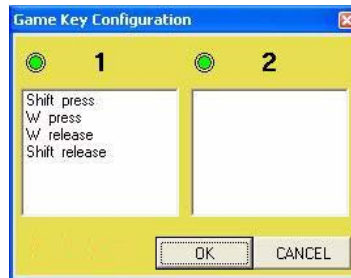 Game Key Configuration
1
2
Shift press
W press
W release
Shift release
OK
CANCEL